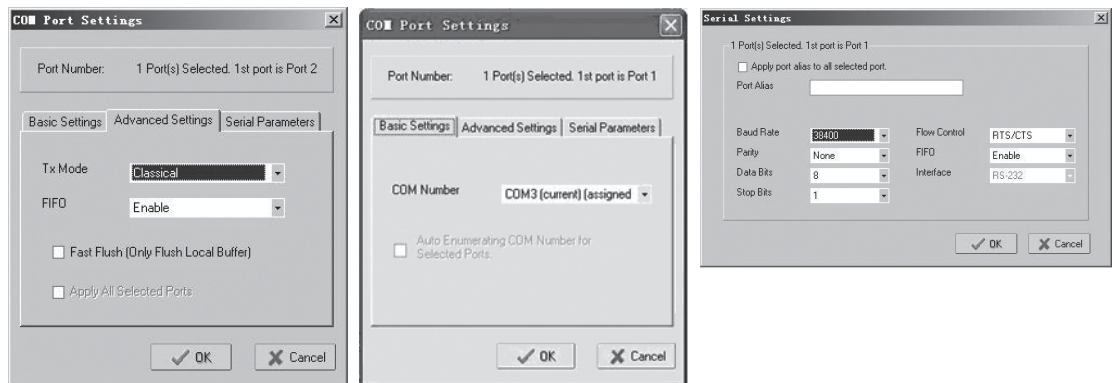 COM Port Settings
Port Number: 1 Port(s) Selected. 1st port is Port 2
Basic Settings Advanced Settings Serial Parameters
Tx Mode Classical
FIFO Enable
Fast Flush (Only Flush Local Buffer)
Apply All Selected Ports
OK Cancel
COM Port Settings
Port Number: 1 Port(s) Selected. 1st port is Port 1
Basic Settings Advanced Settings Serial Parameters
COM Number COM3 (current) (assigned
Auto Enumerating COM Number for
Selected Ports.
OK Cancel
Serial Settings
1 Port(s) Selected. 1st port is Port 1
Apply port alias to all selected port.
Port Alias
Baud Rate 38400 Flow Control RTS/CTS
Parity None FIFO Enable
Data Bits 8 Interface RS-232
Stop Bits 1
OK Cancel